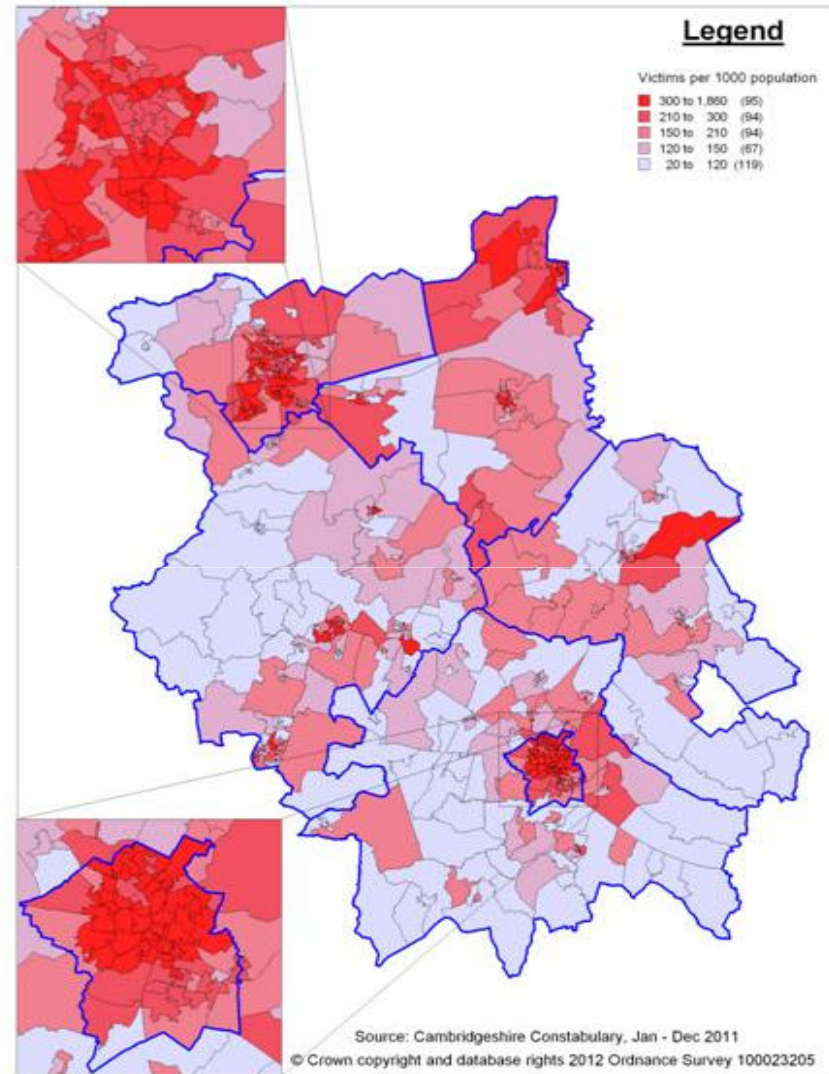 Legend
Victims per 1000 population
300 to 1,860 (95)
210 to 300 (94)
150 to 210 (94)
120 to 150 (67)
20 to 120 (119)
Source: Cambridgeshire Constabulary, Jan - Dec 2011
© Crown copyright and database rights 2012 Ordnance Survey 100023205